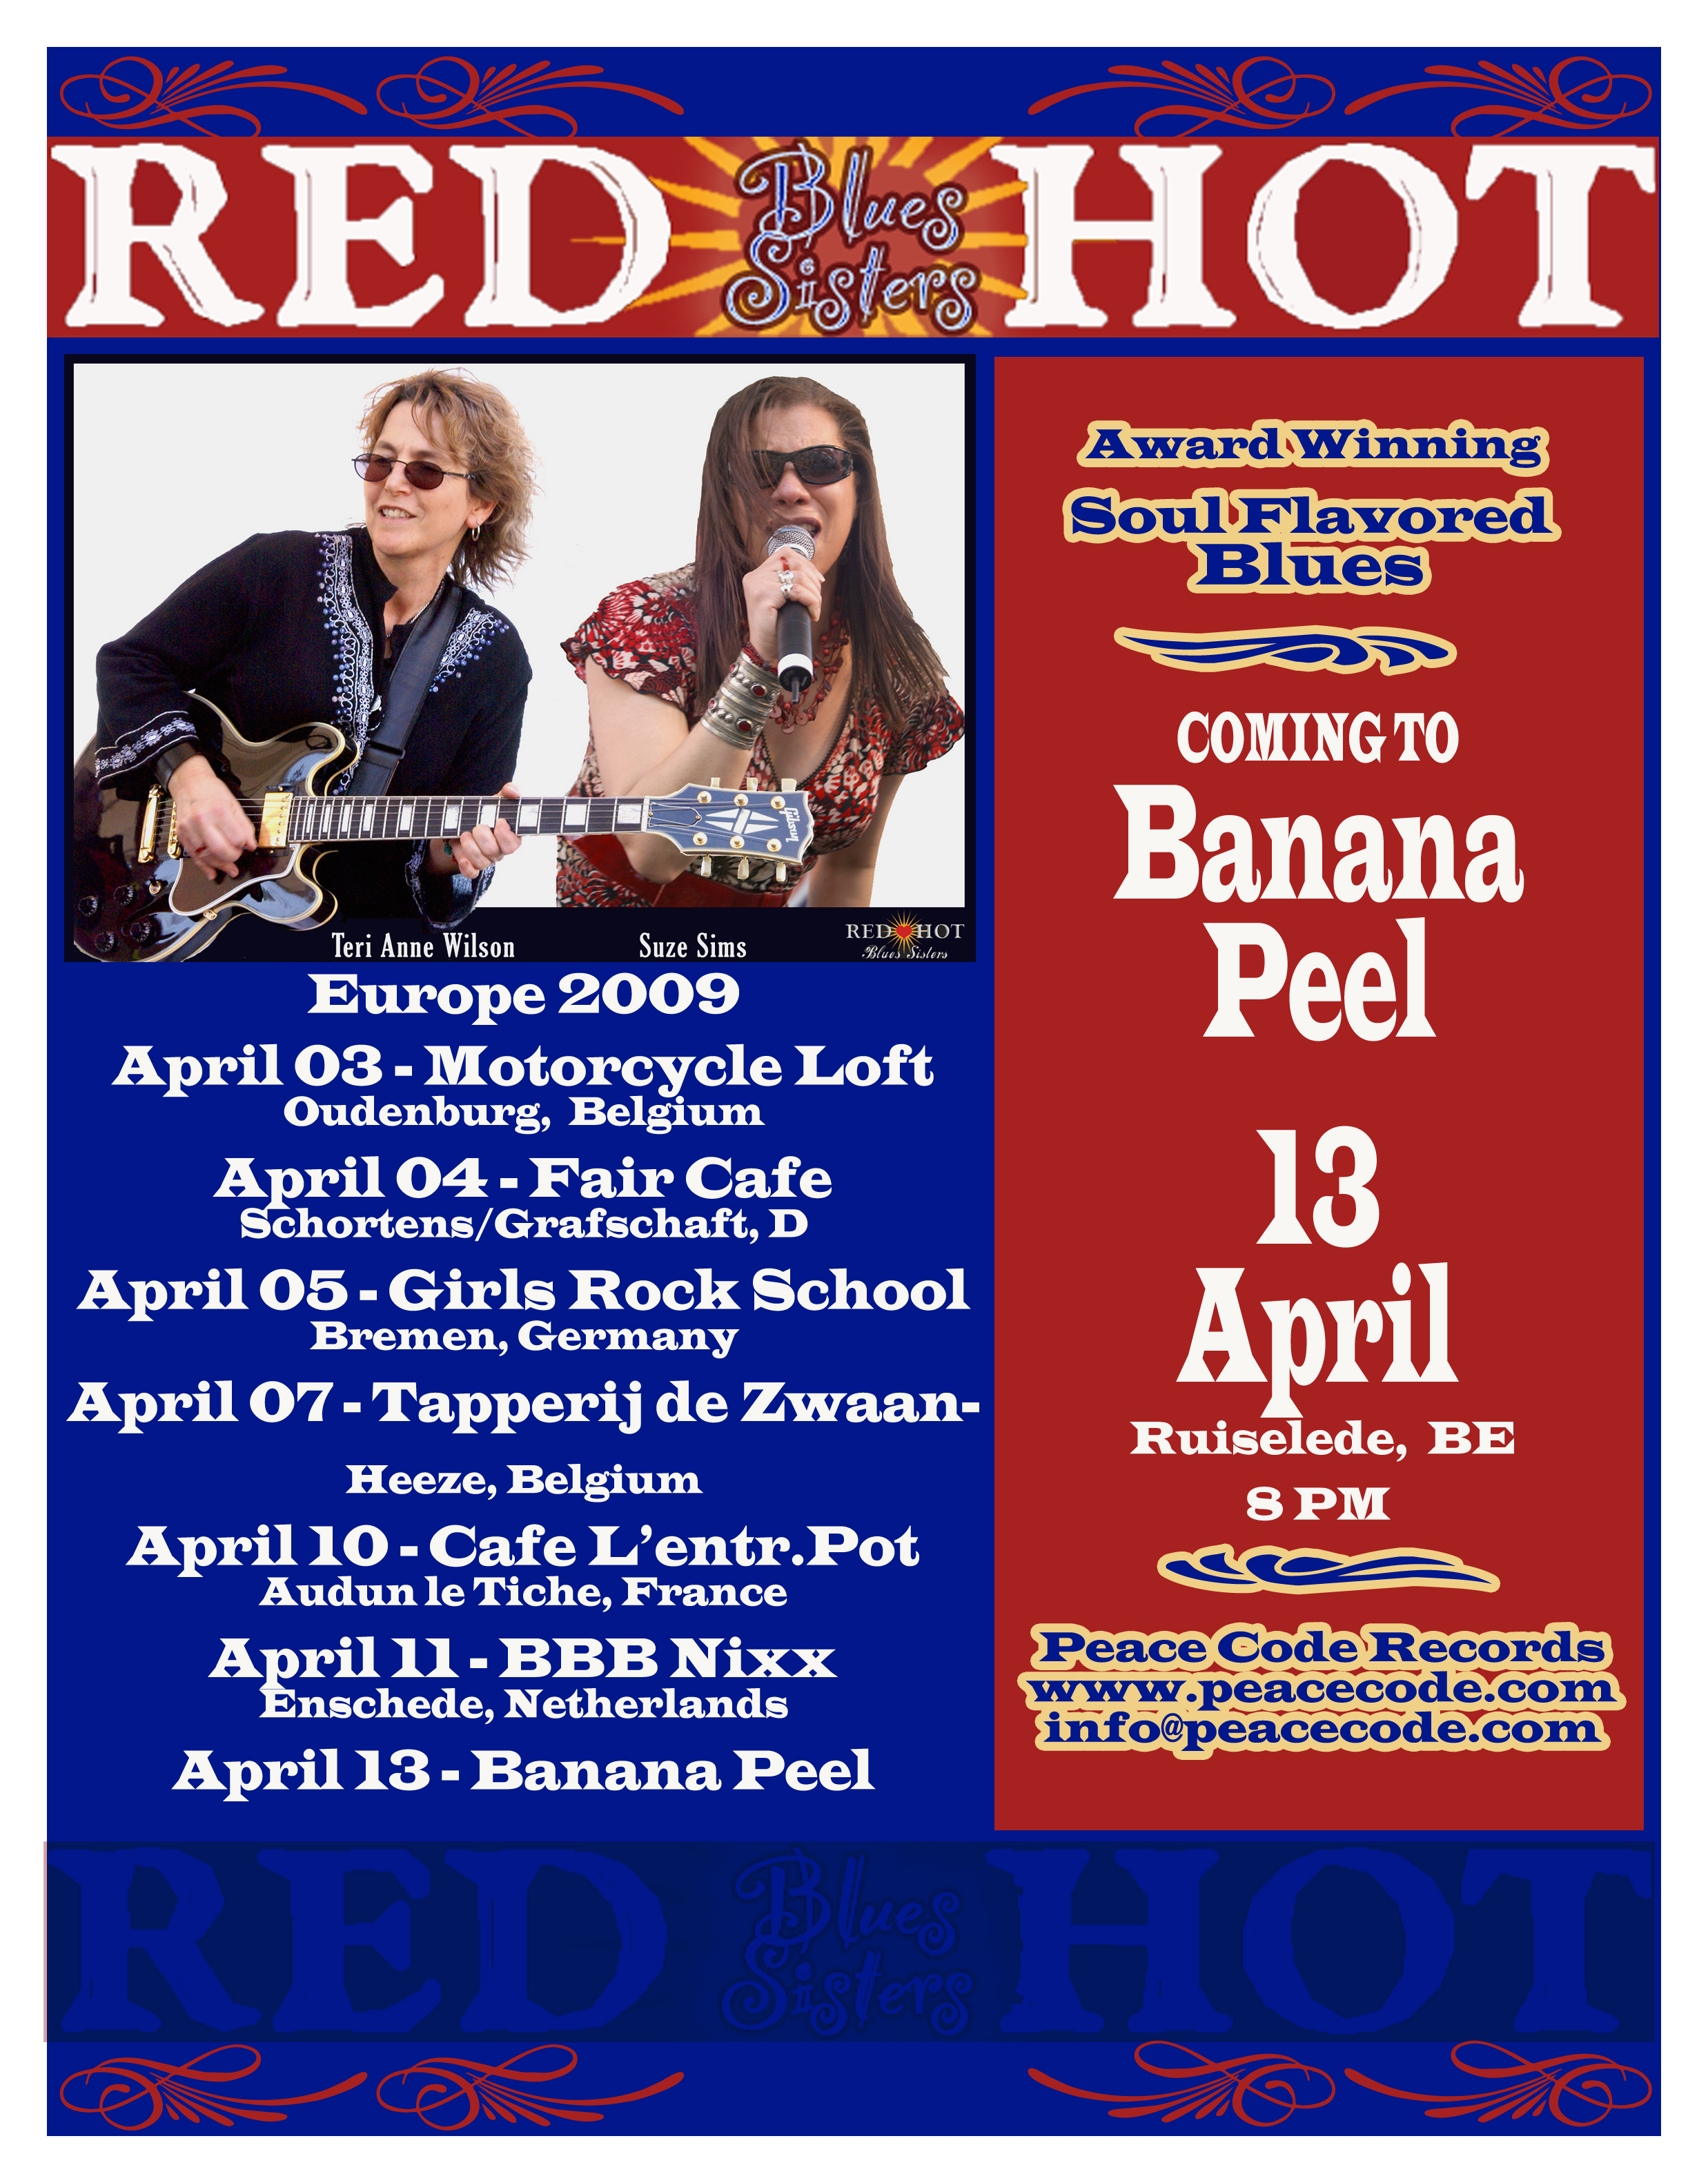 RED Blues Sisters HOT
Gibson
Teri Anne Wilson
Suze Sims
RED HOT
Blues Sisters
Europe 2009
April 03 - Motorcycle Loft
Oudenburg, Belgium
April 04 - Fair Cafe
Schortens/Grafschaft, D
April 05 - Girls Rock School
Bremen, Germany
April 07 - Tapperij de Zwaan-
Heeze, Belgium
April 10 - Cafe L'entr.Pot
Audun le Tiche, France
April 11 - BBB Nixx
Enschede, Netherlands
April 13 - Banana Peel
Award Winning
Soul Flavored
Blues
COMING TO
Banana
Peel
13
April
Ruiselede, BE
8 PM
Peace Code Records
www.peacecode.com
info@peacecode.com
RED Blues Sisters HOT